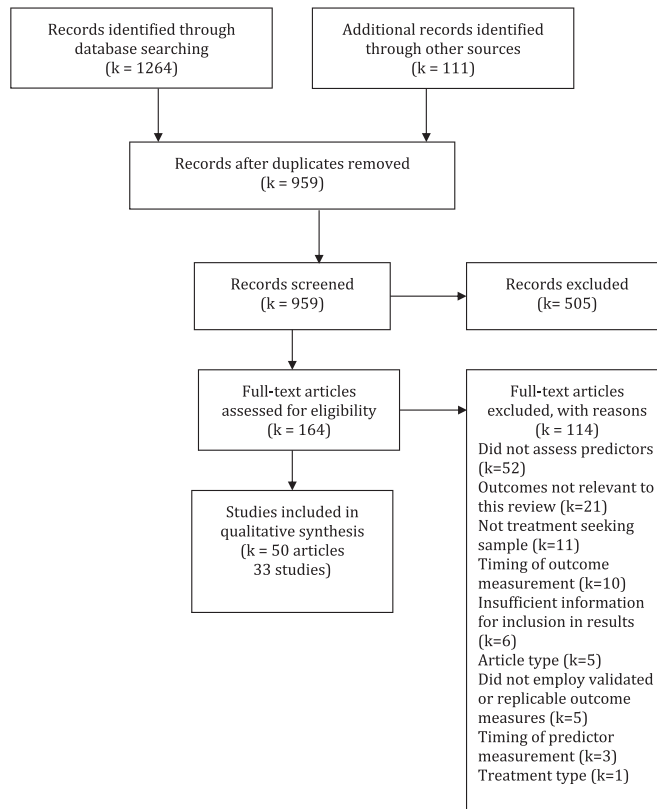 Records identified through
database searching
(k = 1264)
Additional records identified
through other sources
(k = 111)
Records after duplicates removed
(k = 959)
Records screened
(k = 959)
Records excluded
(k= 505)
Full-text articles
assessed for eligibility
(k = 164)
Full-text articles
excluded, with reasons
(k = 114)
Did not assess predictors
(k=52)
Outcomes not relevant to
this review (k=21)
Not treatment seeking
sample (k=11)
Timing of outcome
measurement (k=10)
Insufficient information
for inclusion in results
(k=6)
Article type (k=5)
Did not employ validated
or replicable outcome
measures (k=5)
Timing of predictor
measurement (k=3)
Treatment type (k=1)
Studies included in
qualitative synthesis
(k = 50 articles
33 studies)